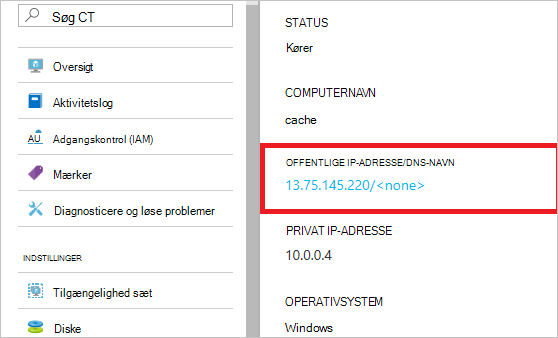 Søg CT
Oversigt
Aktivitetslog
Adgangskontrol (IAM)
Mærker
Diagnosticere og løse problemer
INDSTILLINGER
Tilgængelighed sæt
Diske
STATUS
Kører
COMPUTERNAVN
cache
OFFENTLIGE IP-ADRESSE/DNS-NAVN
13.75.145.220/<none>
PRIVAT IP-ADRESSE
10.0.0.4
OPERATIVSYSTEM
Windows